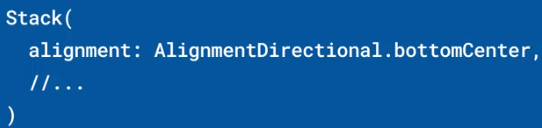 Stack(
  alignment: AlignmentDirectional.bottomCenter,
  //...
)